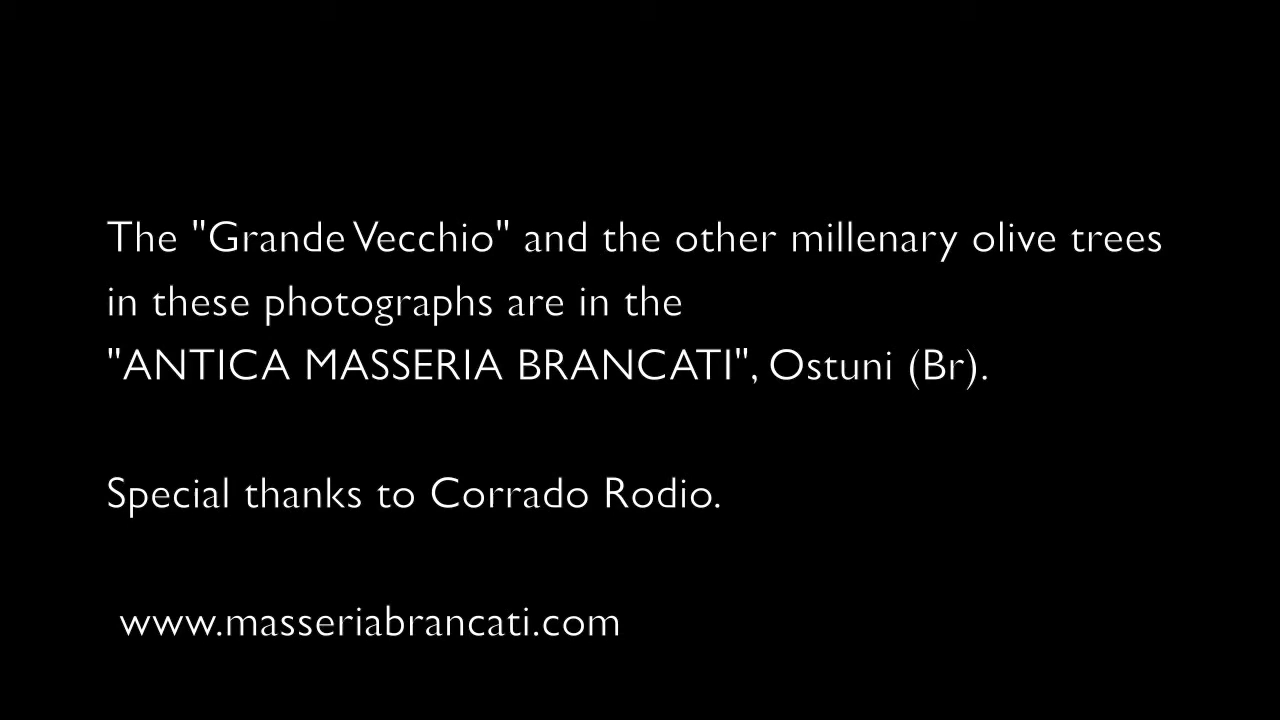 The "Grande Vecchio" and the other millenary olive trees
in these photographs are in the
"ANTICA MASSERIA BRANCATI", Ostuni (Br).
Special thanks to Corrado Rodio.
www.masseriabrancati.com